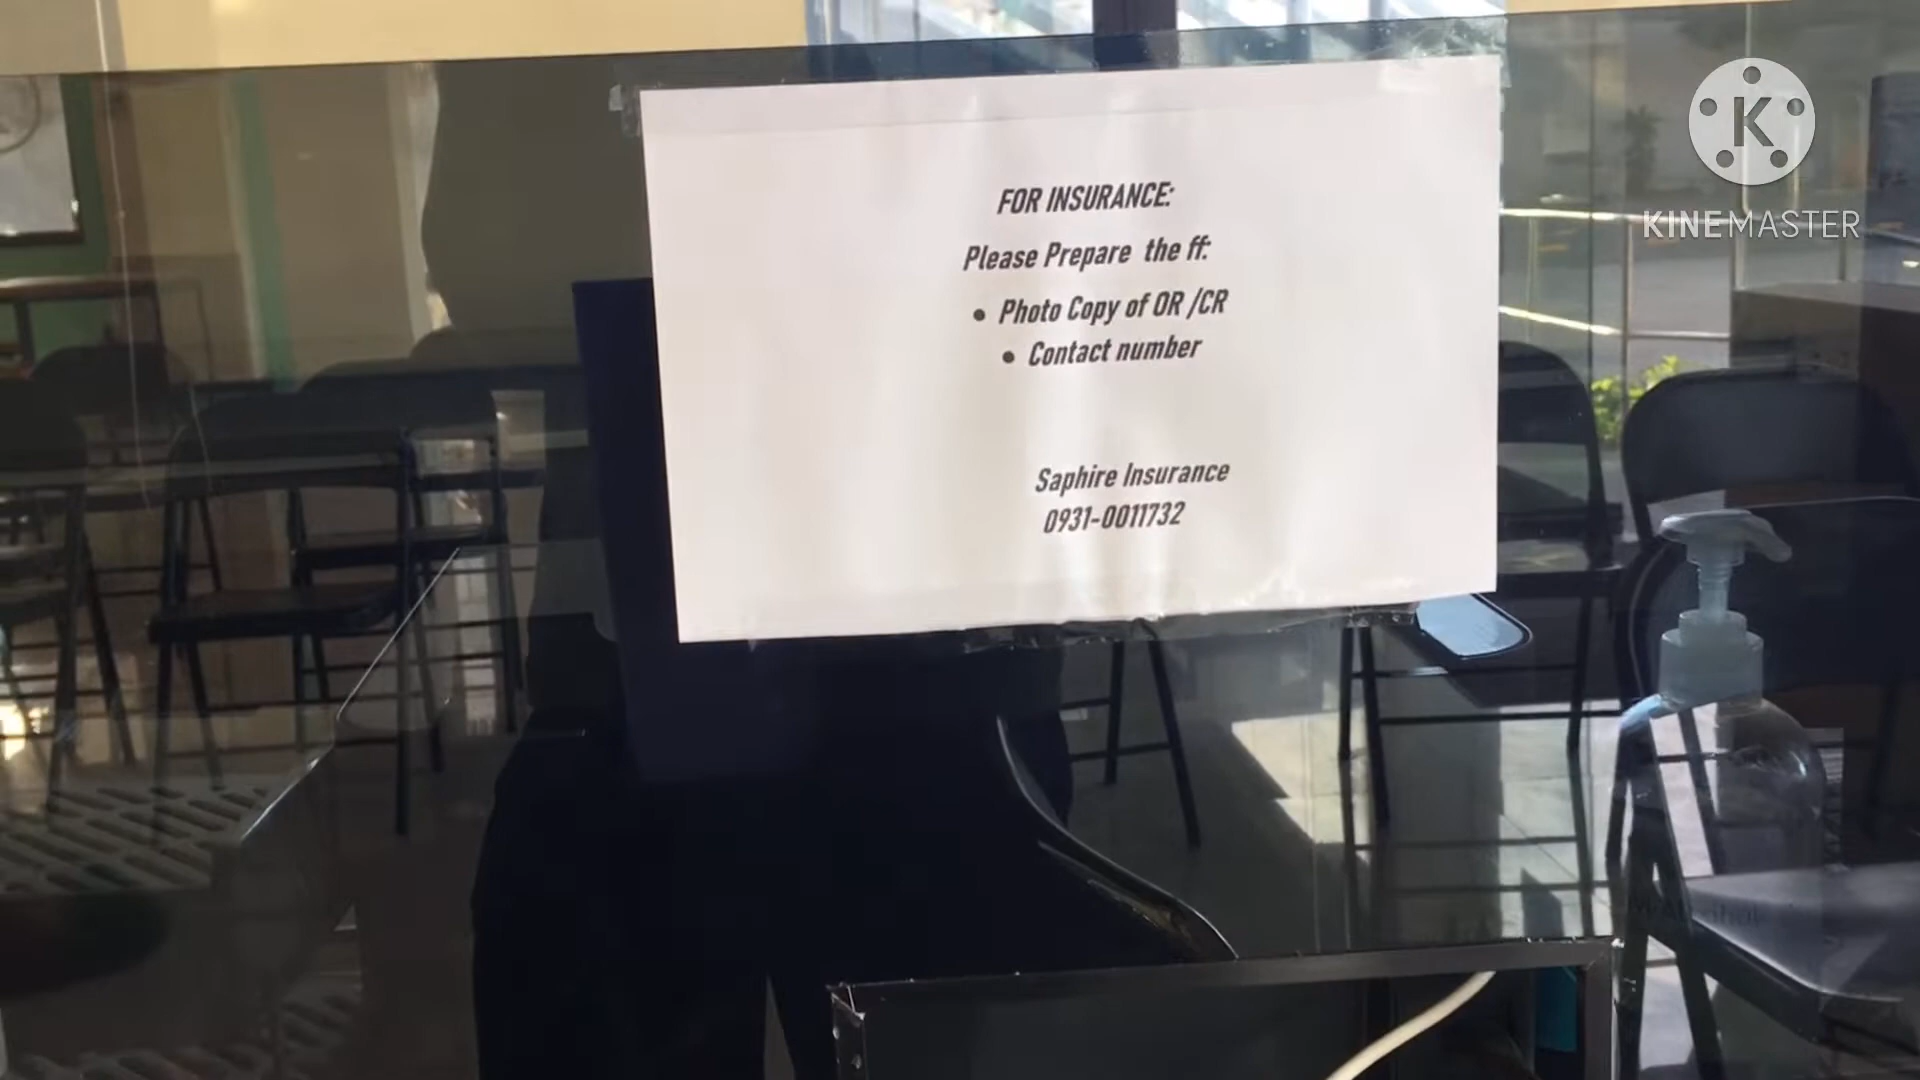 FOR INSURANCE:
Please Prepare the ff:
• Photo Copy of OR /CR
• Contact number
Saphire Insurance
0931-0011732
K
KINEMASTER